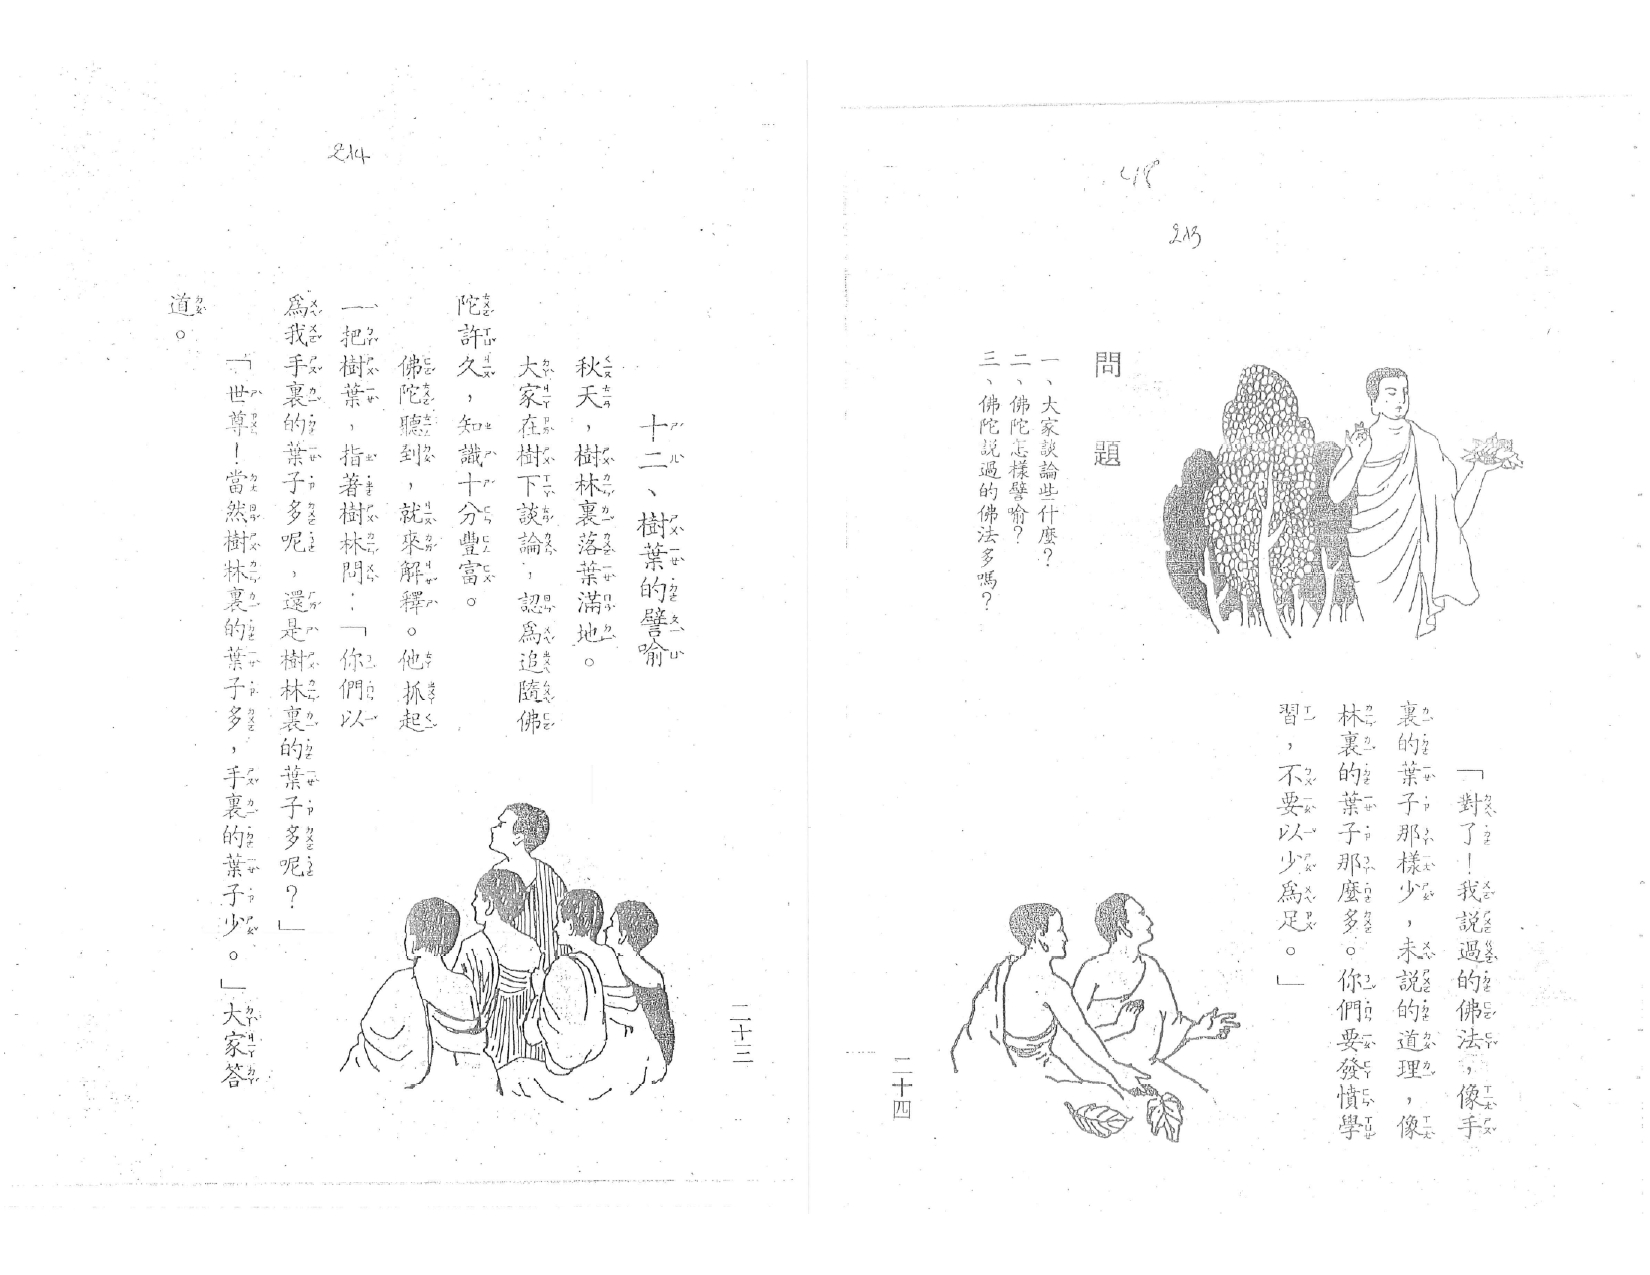 214
十二、樹葉的譬喻
秋天，樹林裏落葉滿地。
大家在樹下談論，認爲追隨佛
陀許久，知識十分豐富。
佛陀聽到，就來解釋。他抓起
一把樹葉，指著樹林問：「你們以
爲我手裏的葉子多呢，還是樹林裏的葉子多呢？」
「世尊！當然樹林裏的葉子多，手裏的葉子少。」大家答
道。
二十三
213
「對了！我説過的佛法，像手
裏的葉子那樣少，未説的道理，像
林裏的葉子那麼多。你們要發憤學
習，不要以少爲足。」
問題
一、大家談論些什麼？
二、佛陀怎樣譬喻？
三、佛陀説過的佛法多嗎？
二十四